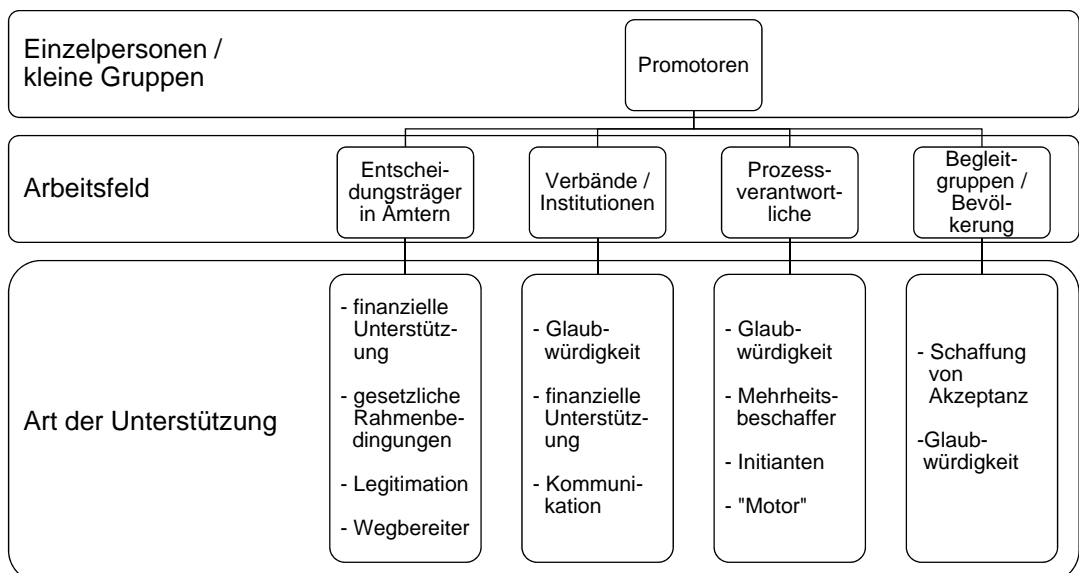 Einzelpersonen /
kleine Gruppen
Promotoren
Arbeitsfeld
Entschei-
dungsträger
in Ämtern
Verbände /
Institutionen
Prozess-
verantwort-
liche
Begleit-
gruppen /
Bevöl-
kerung
Art der Unterstützung
- finanzielle
Unterstütz-
ung
- gesetzliche
Rahmenbe-
dingungen
- Legitimation
- Wegbereiter
- Glaub-
würdigkeit
- finanzielle
Unterstütz-
ung
- Kommuni-
kation
- Glaub-
würdigkeit
- Mehrheits-
beschaffer
- Initianten
- "Motor"
- Schaffung
von
Akzeptanz
-Glaub-
würdigkeit